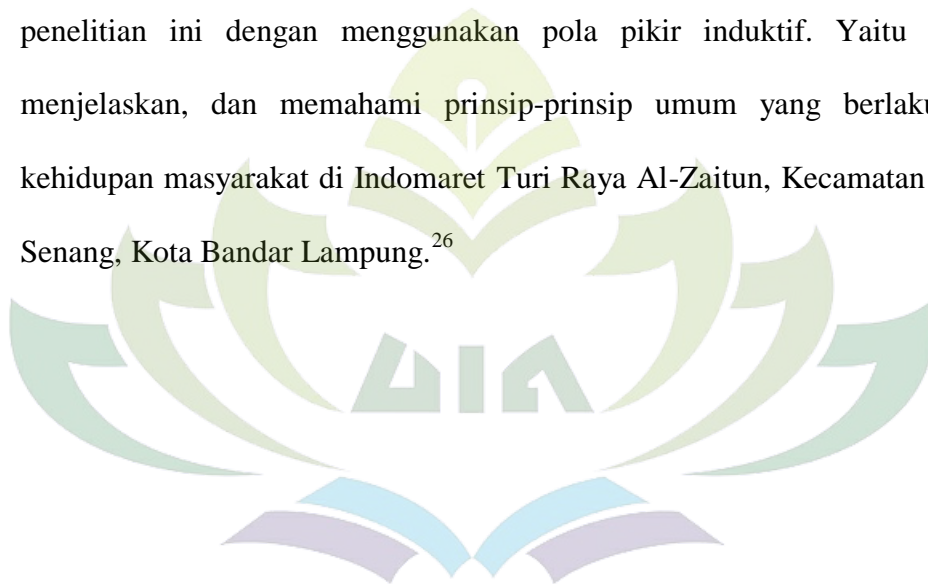 penelitian ini dengan menggunakan pola pikir induktif. Yaitu
menjelaskan, dan memahami prinsip-prinsip umum yang berlaku
kehidupan masyarakat di Indomaret Turi Raya Al-Zaitun, Kecamatan
Senang, Kota Bandar Lampung.26
UIN